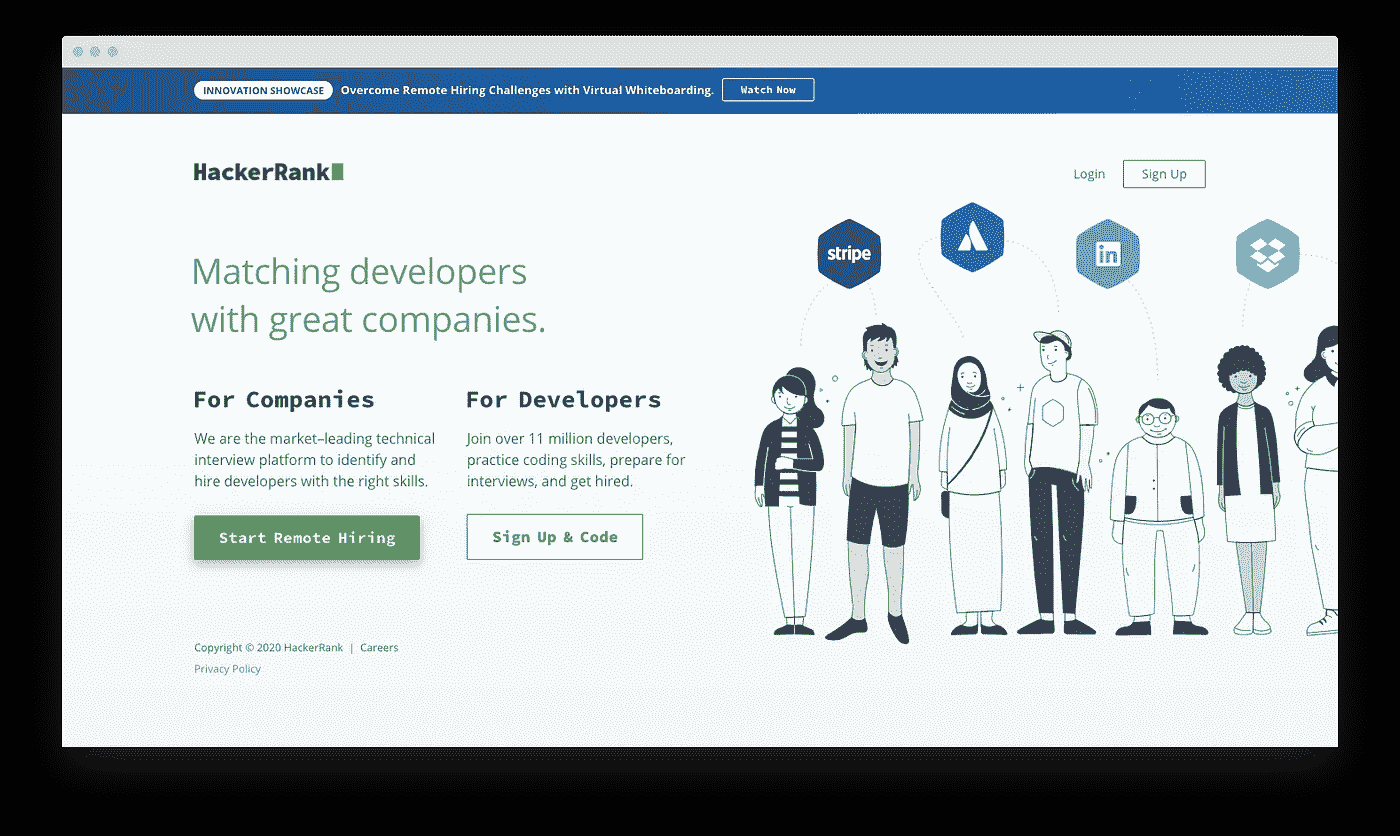 INNOVATION SHOWCASE Overcome Remote Hiring Challenges with Virtual Whiteboarding. Watch Now
HackerRank
Login Sign Up
stripe
in
Matching developers
with great companies.
For Companies
We are the market–leading technical
interview platform to identify and
hire developers with the right skills.
Start Remote Hiring
For Developers
Join over 11 million developers,
practice coding skills, prepare for
interviews, and get hired.
Sign Up & Code
Copyright © 2020 HackerRank | Careers
Privacy Policy